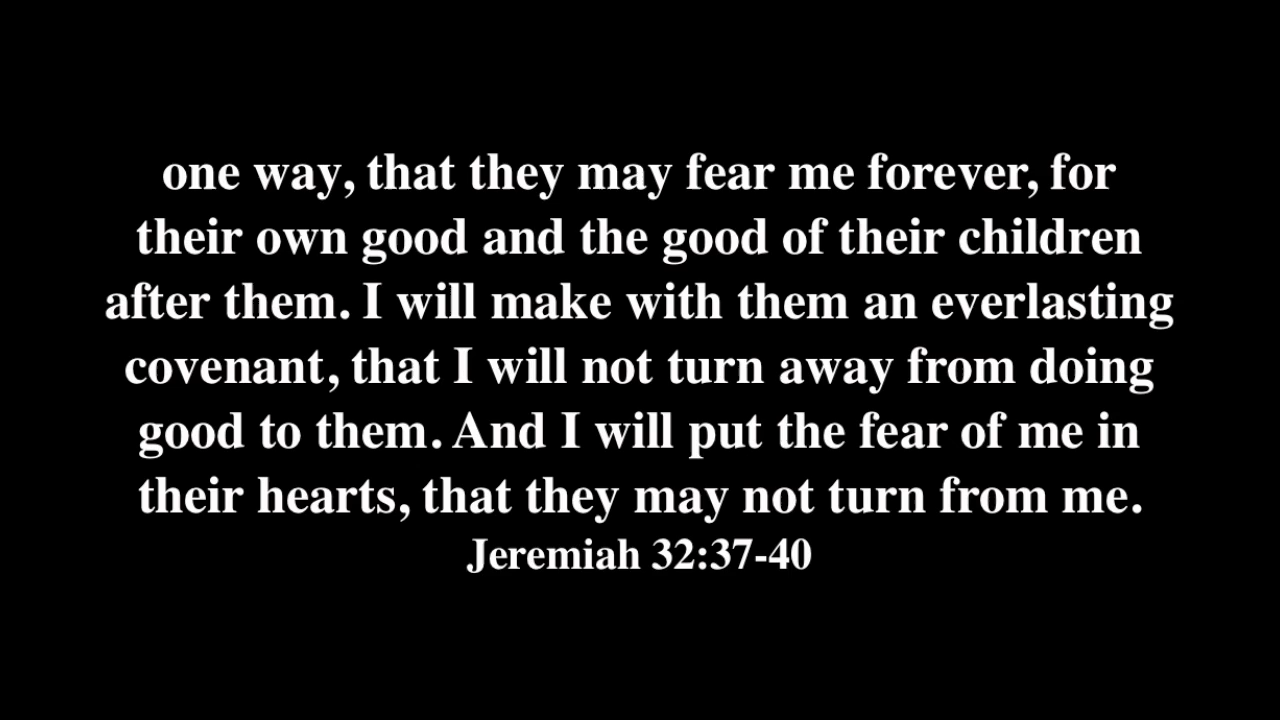 one way, that they may fear me forever, for
their own good and the good of their children
after them. I will make with them an everlasting
covenant, that I will not turn away from doing
good to them. And I will put the fear of me in
their hearts, that they may not turn from me.
Jeremiah 32:37-40